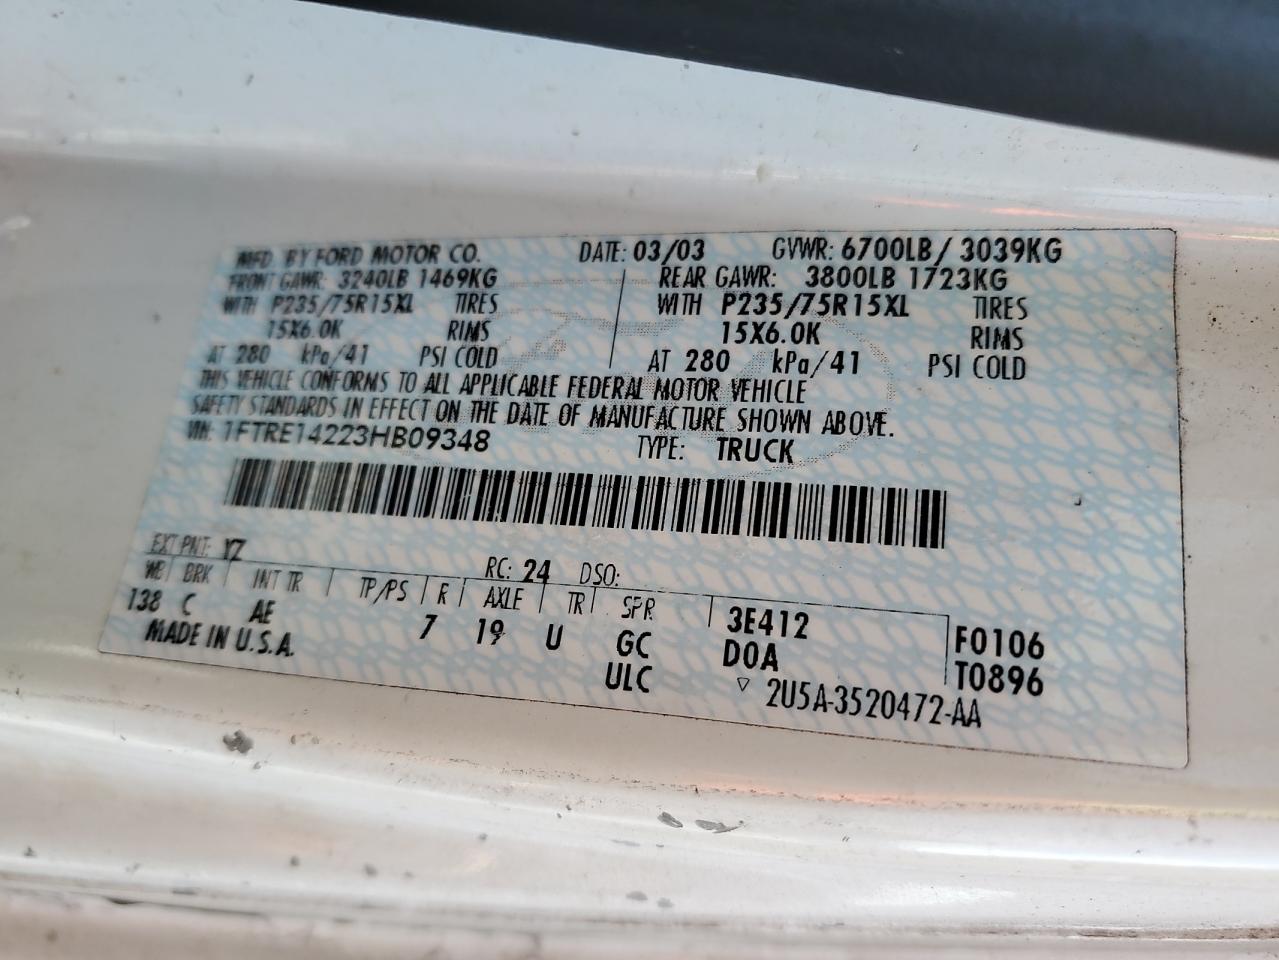 MFD. BY FORD MOTOR CO. DATE: 03/03 GVWR: 6700LB / 3039KG
FRONT GAWR: 3240LB 1469KG REAR GAWR: 3800LB 1723KG
WITH P235/75R15XL TIRES WITH P235/75R15XL TIRES
15X6.0K RIMS 15X6.0K RIMS
AT 280 kPa/41 PSI COLD AT 280 kPa/41 PSI COLD
THIS VEHICLE CONFORMS TO ALL APPLICABLE FEDERAL MOTOR VEHICLE
SAFETY STANDARDS IN EFFECT ON THE DATE OF MANUFACTURE SHOWN ABOVE.
VIN: 1FTRE14223HB09348 TYPE: TRUCK
EXT PNT: YZ RC: 24 DSO:
WB BRK INT TR TP/PS R AXLE TR SPR
138 C AE 7 19 U GC 3E412 F0106
MADE IN U.S.A. ULC D0A T0896
▽ 2U5A-3520472-AA